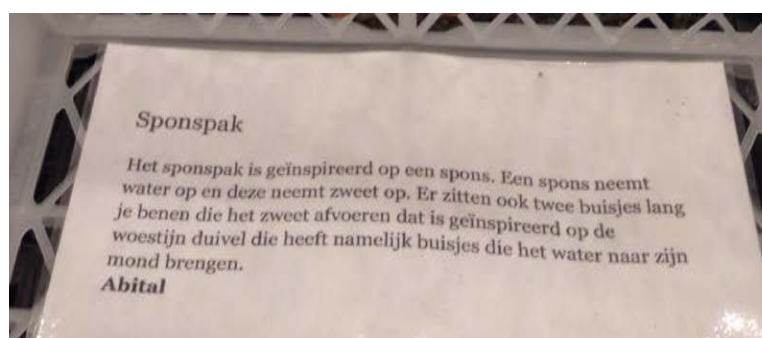 Sponspak
Het sponspak is geïnspireerd op een spons. Een spons neemt
water op en deze neemt zweet op. Er zitten ook twee buisjes lang
je benen die het zweet afvoeren dat is geïnspireerd op de
woestijn duivel die heeft namelijk buisjes die het water naar zijn
mond brengen.
Abital